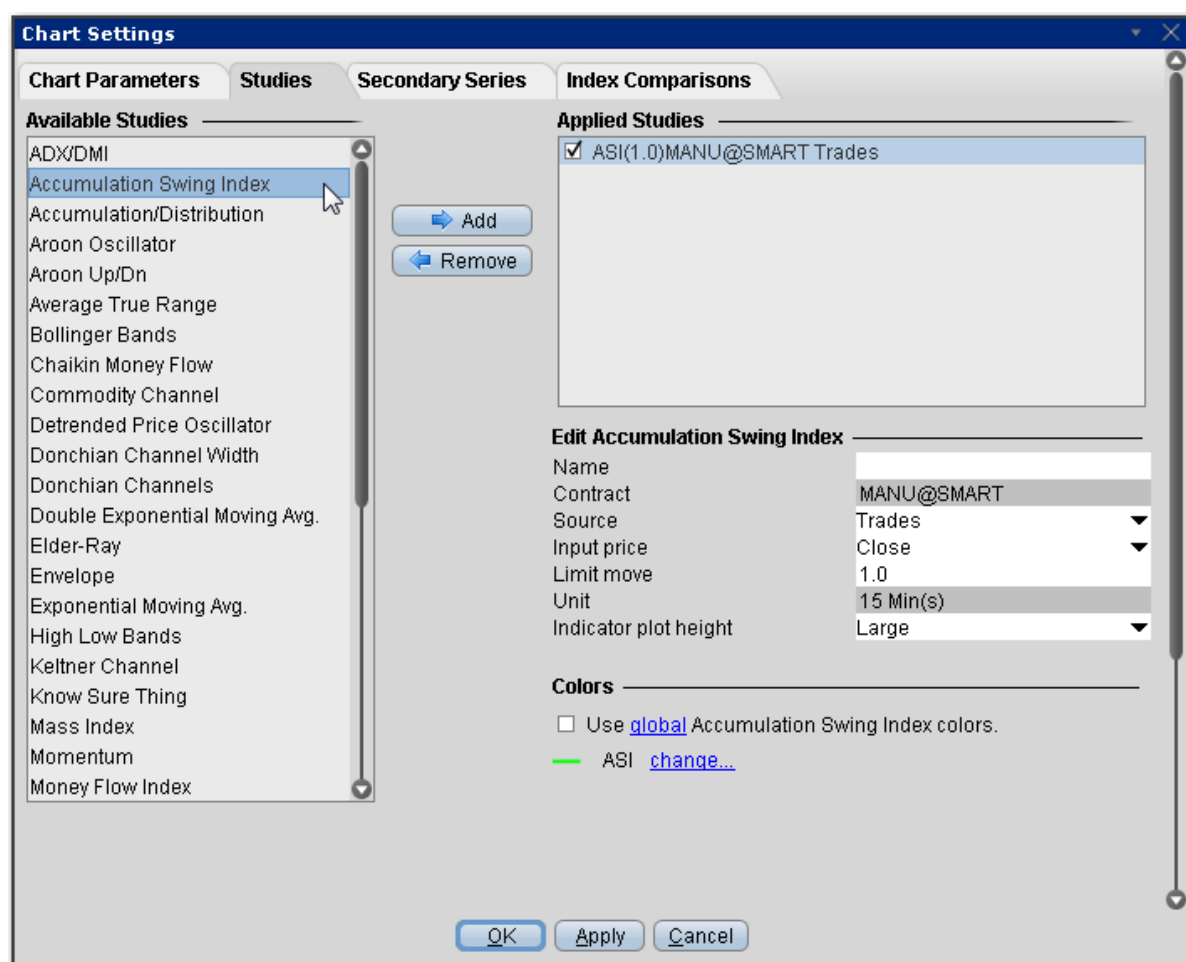 Chart Settings
Chart Parameters
Studies
Secondary Series
Index Comparisons
Available Studies
ADX/DMI
Accumulation Swing Index
Accumulation/Distribution
Aroon Oscillator
Aroon Up/Dn
Average True Range
Bollinger Bands
Chaikin Money Flow
Commodity Channel
Detrended Price Oscillator
Donchian Channel Width
Donchian Channels
Double Exponential Moving Avg.
Elder-Ray
Envelope
Exponential Moving Avg.
High Low Bands
Keltner Channel
Know Sure Thing
Mass Index
Momentum
Money Flow Index
Add
Remove
Applied Studies
ASI(1.0)MANU@SMART Trades
Edit Accumulation Swing Index
Name
Contract MANU@SMART
Source Trades
Input price Close
Limit move 1.0
Unit 15 Min(s)
Indicator plot height Large
Colors
Use global Accumulation Swing Index colors.
ASI change...
OK Apply Cancel